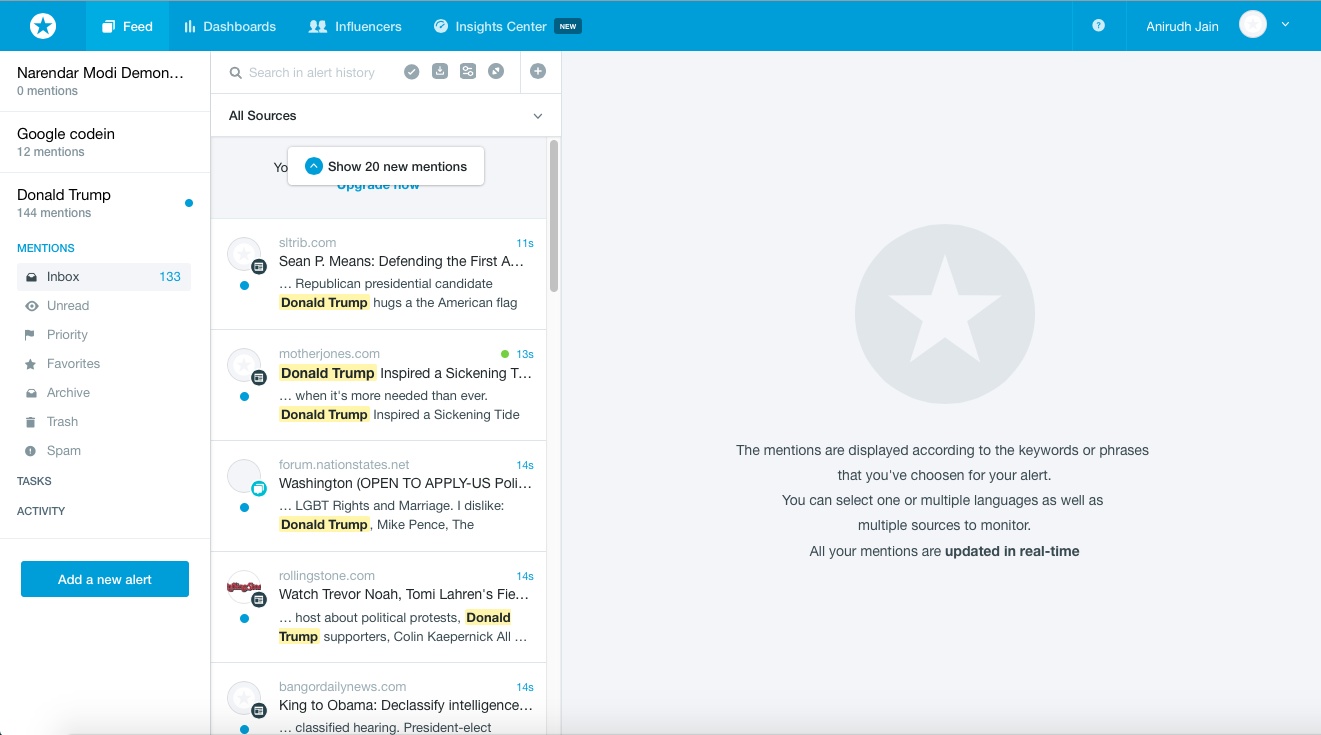 Feed
Dashboards
Influencers
Insights Center NEW
?
Anirudh Jain
Narendar Modi Demon...
0 mentions
Google codein
12 mentions
Donald Trump
144 mentions
MENTIONS
Inbox 133
Unread
Priority
Favorites
Archive
Trash
Spam
TASKS
ACTIVITY
Add a new alert
Search in alert history
All Sources
Show 20 new mentions
Upgrade now
sltrib.com 11s
Sean P. Means: Defending the First A...
... Republican presidential candidate
Donald Trump hugs a the American flag
motherjones.com 13s
Donald Trump Inspired a Sickening T...
... when it's more needed than ever.
Donald Trump Inspired a Sickening Tide
forum.nationstates.net 14s
Washington (OPEN TO APPLY-US Poli...
... LGBT Rights and Marriage. I dislike:
Donald Trump, Mike Pence, The
rollingstone.com 14s
Watch Trevor Noah, Tomi Lahren's Fie...
... host about political protests, Donald
Trump supporters, Colin Kaepernick All ...
bangordailynews.com 14s
King to Obama: Declassify intelligence...
... classified hearing. President-elect
The mentions are displayed according to the keywords or phrases
that you've choosen for your alert.
You can select one or multiple languages as well as
multiple sources to monitor.
All your mentions are updated in real-time